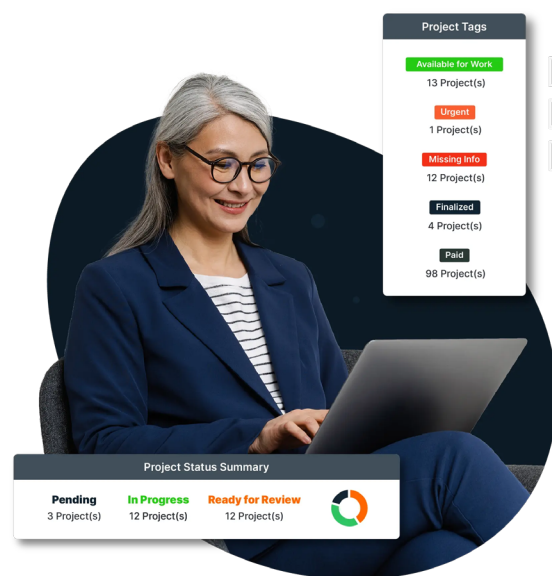 Project Tags
Available for Work
13 Project(s)
Urgent
1 Project(s)
Missing Info
12 Project(s)
Finalized
4 Project(s)
Paid
98 Project(s)
Project Status Summary
Pending In Progress Ready for Review
3 Project(s) 12 Project(s) 12 Project(s)